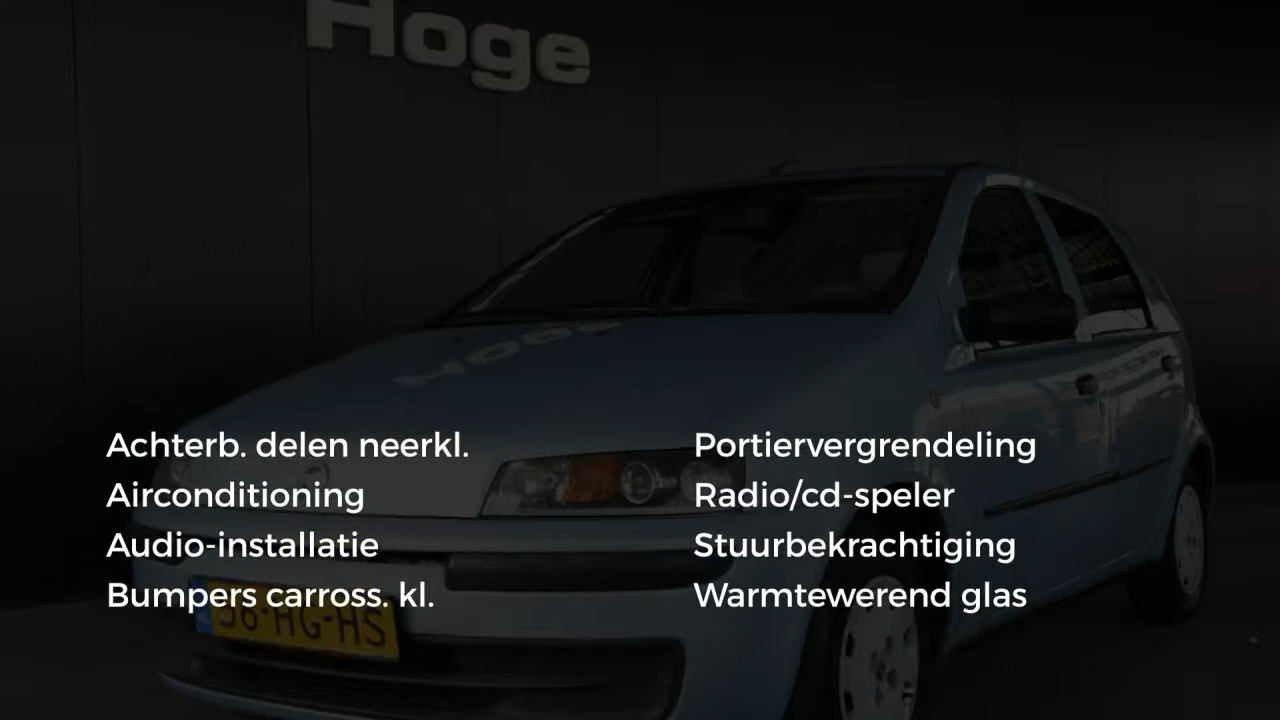 Hoge
Achterb. delen neerkl.
Airconditioning
Audio-installatie
Bumpers carross. kl.
Portiervergrendeling
Radio/cd-speler
Stuurbekrachtiging
Warmtewerend glas